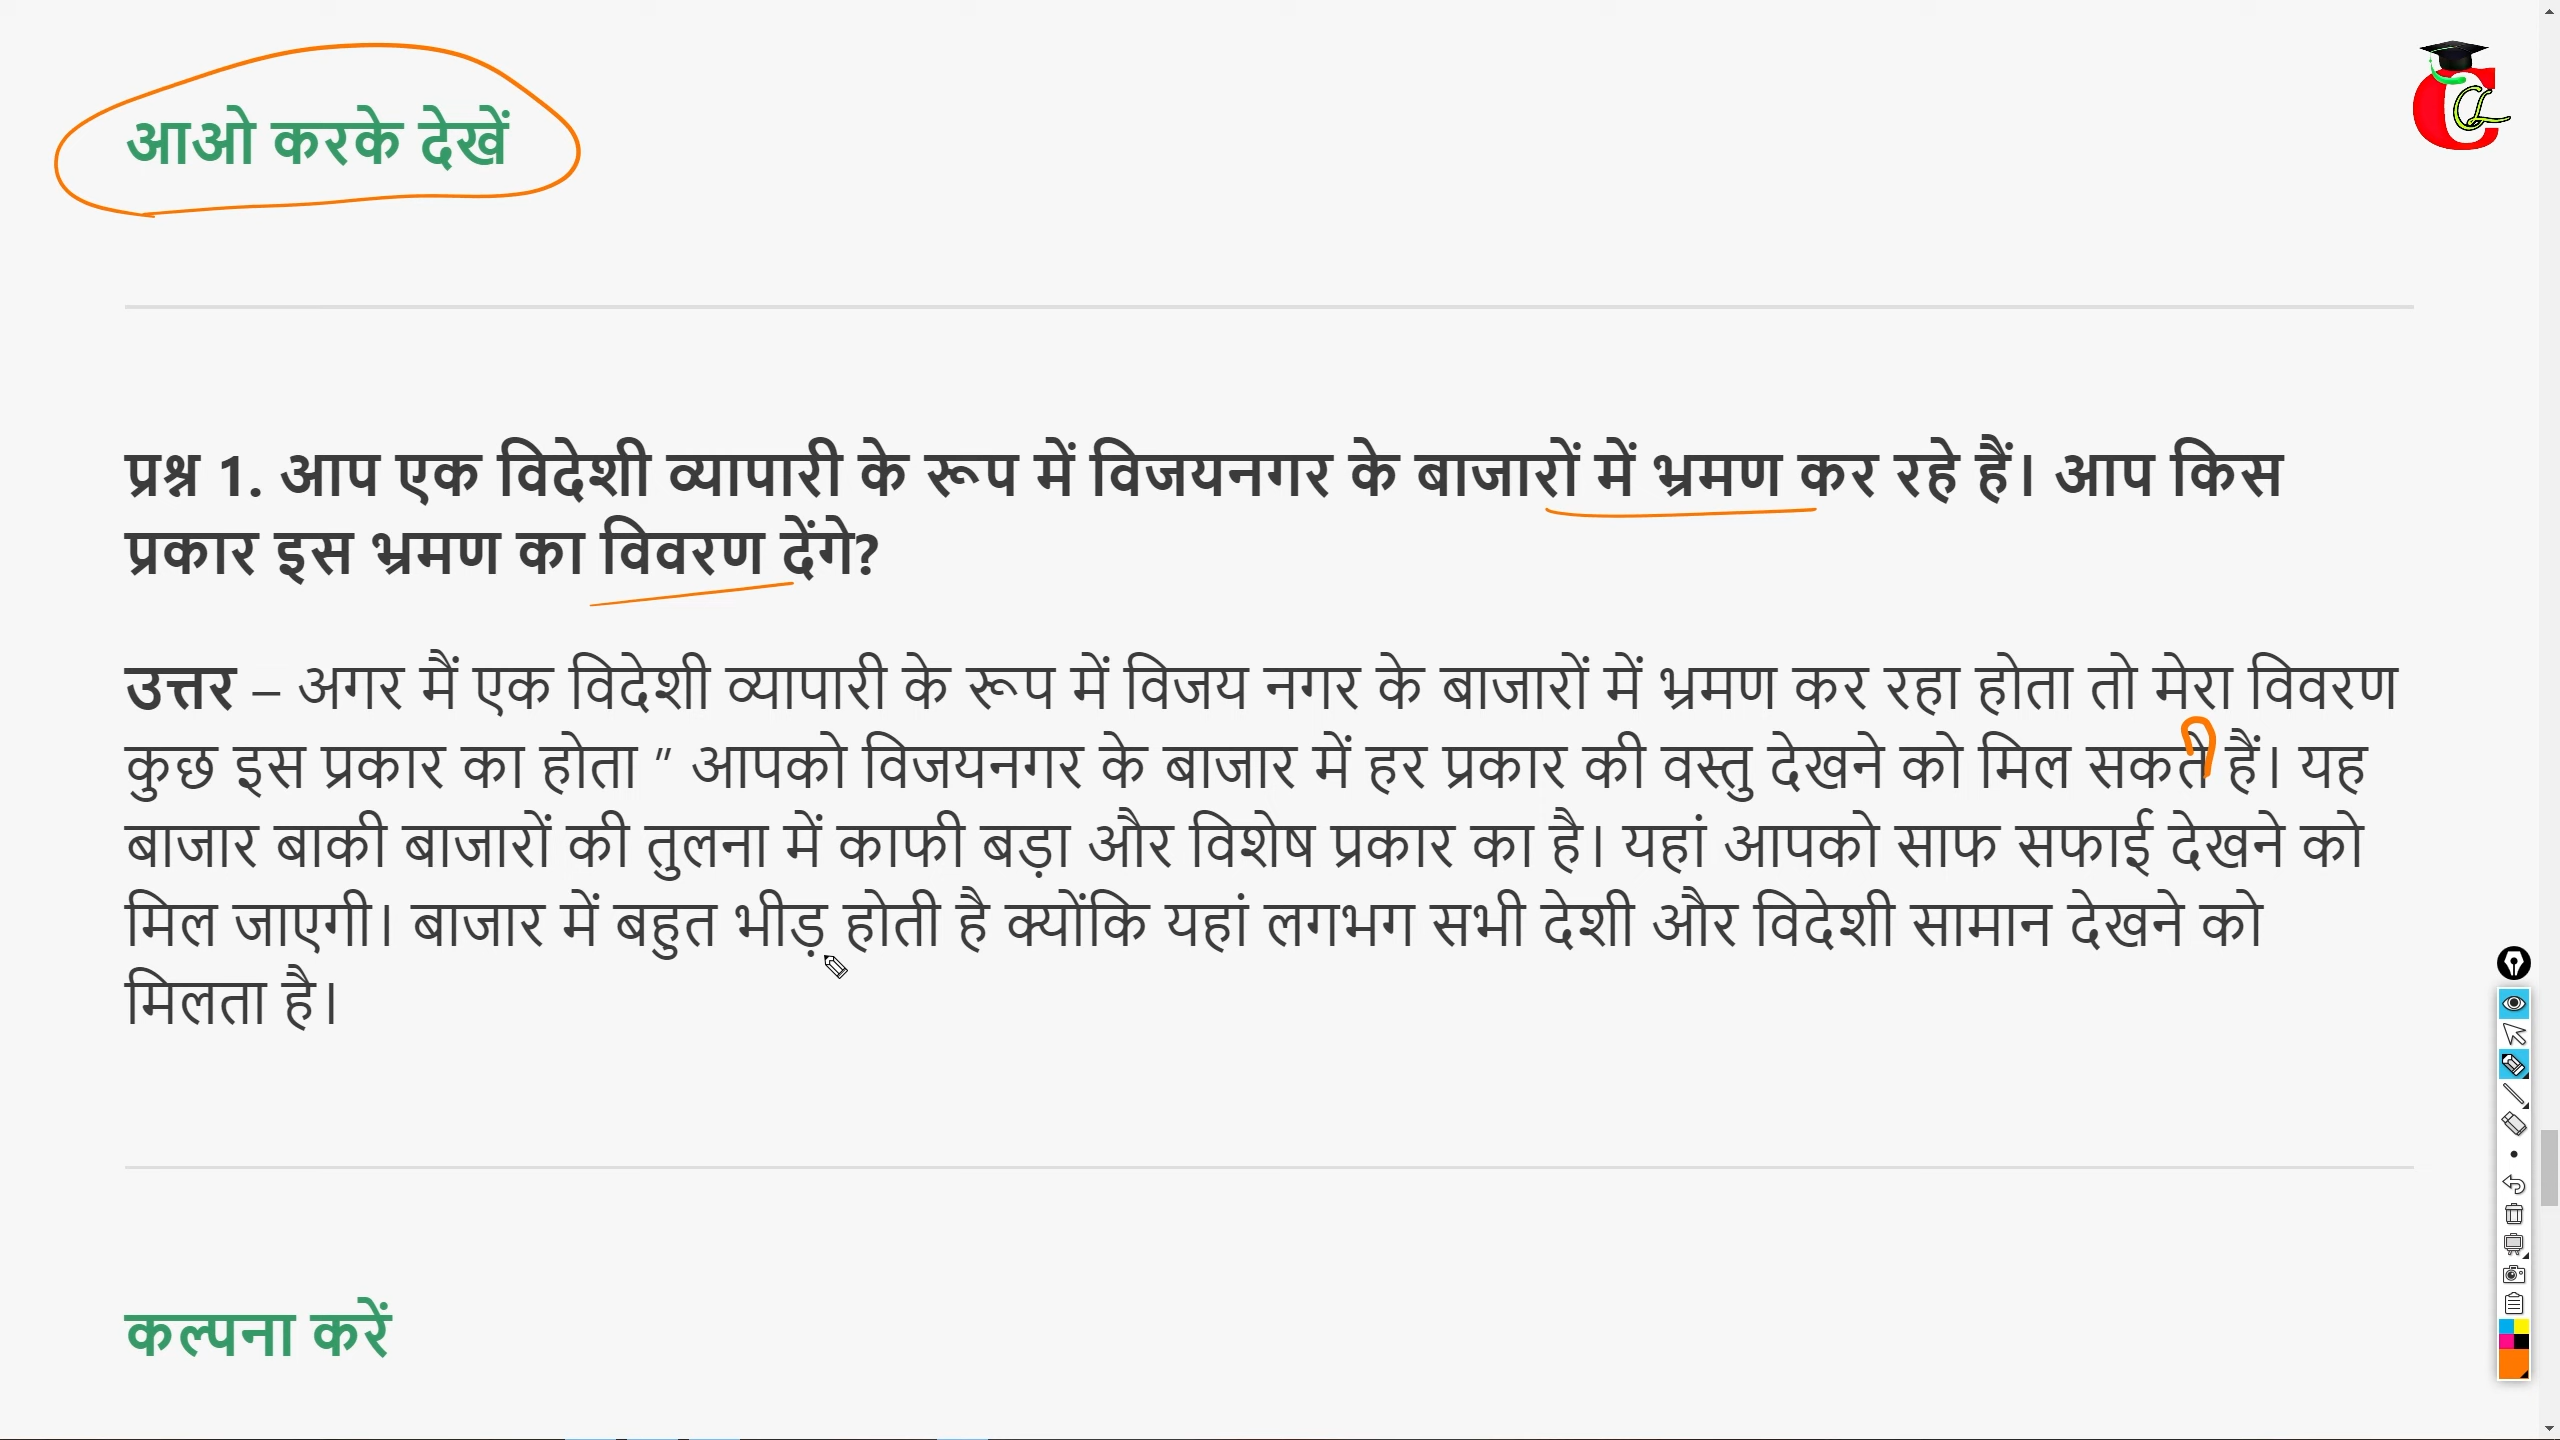 आओ करके देखें
प्रश्न 1. आप एक विदेशी व्यापारी के रूप में विजयनगर के बाजारों में भ्रमण कर रहे हैं। आप किस
प्रकार इस भ्रमण का विवरण देंगे?
उत्तर – अगर मैं एक विदेशी व्यापारी के रूप में विजय नगर के बाजारों में भ्रमण कर रहा होता तो मेरा विवरण
कुछ इस प्रकार का होता ” आपको विजयनगर के बाजार में हर प्रकार की वस्तु देखने को मिल सकती हैं। यह
बाजार बाकी बाजारों की तुलना में काफी बड़ा और विशेष प्रकार का है। यहां आपको साफ सफाई देखने को
मिल जाएगी। बाजार में बहुत भीड़ होती है क्योंकि यहां लगभग सभी देशी और विदेशी सामान देखने को
मिलता है।
कल्पना करें